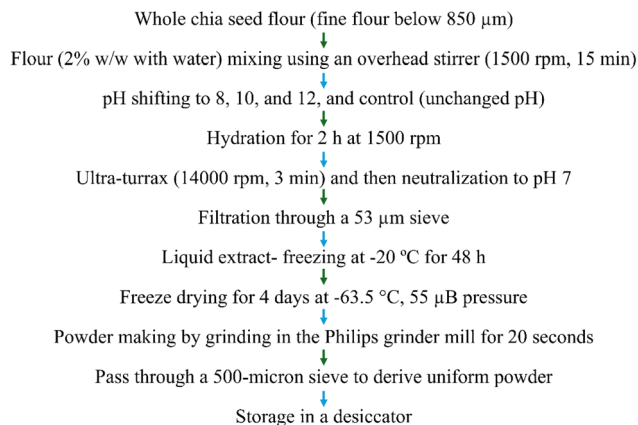 Whole chia seed flour (fine flour below 850 µm)
Flour (2% w/w with water) mixing using an overhead stirrer (1500 rpm, 15 min)
pH shifting to 8, 10, and 12, and control (unchanged pH)
Hydration for 2 h at 1500 rpm
Ultra-turrax (14000 rpm, 3 min) and then neutralization to pH 7
Filtration through a 53 µm sieve
Liquid extract- freezing at -20 ºC for 48 h
Freeze drying for 4 days at -63.5 °C, 55 µB pressure
Powder making by grinding in the Philips grinder mill for 20 seconds
Pass through a 500-micron sieve to derive uniform powder
Storage in a desiccator